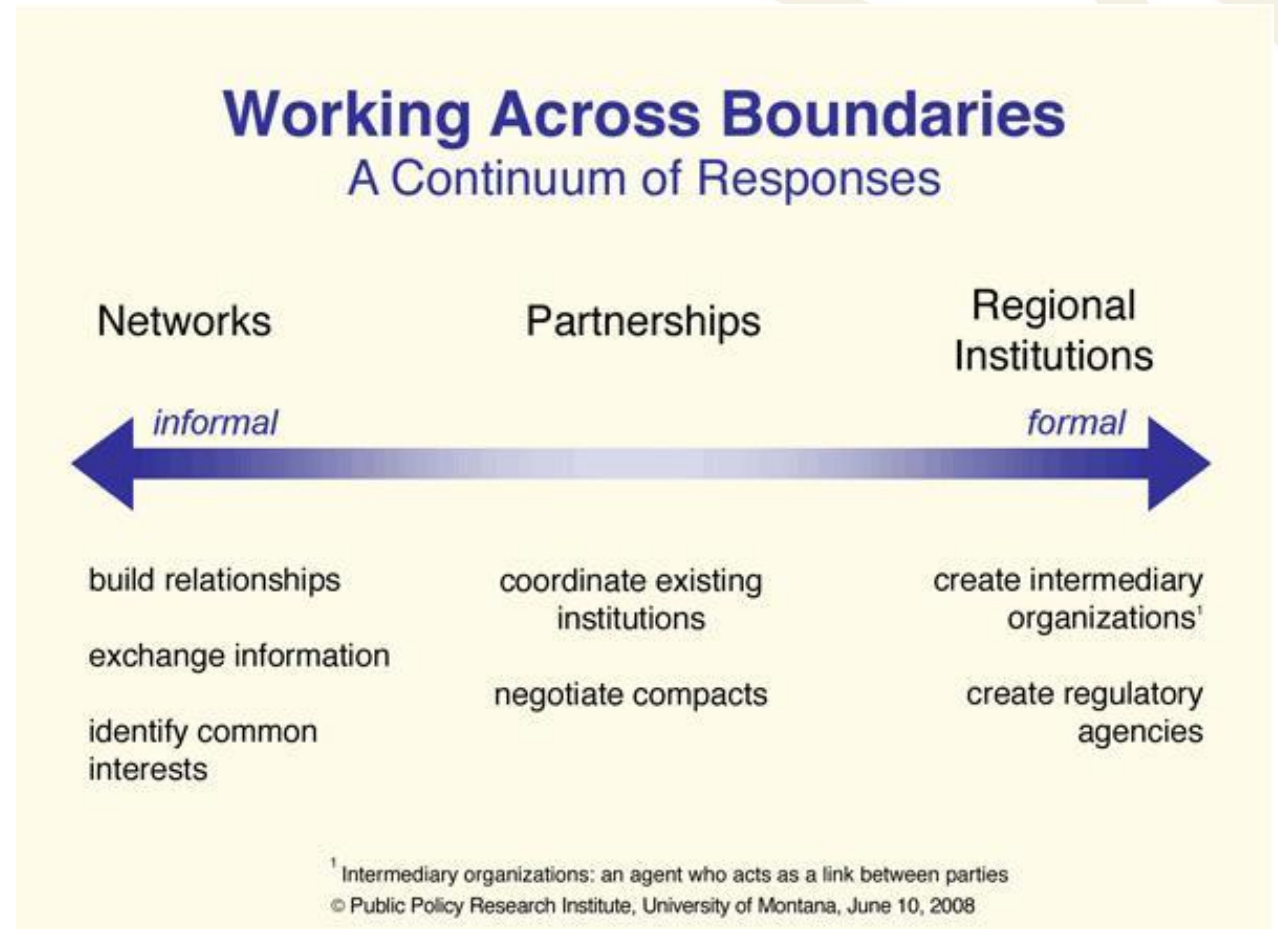 Working Across Boundaries
A Continuum of Responses
Networks
Partnerships
Regional
Institutions
informal
formal
build relationships
exchange information
identify common
interests
coordinate existing
institutions
negotiate compacts
create intermediary
organizations¹
create regulatory
agencies
¹ Intermediary organizations: an agent who acts as a link between parties
© Public Policy Research Institute, University of Montana, June 10, 2008